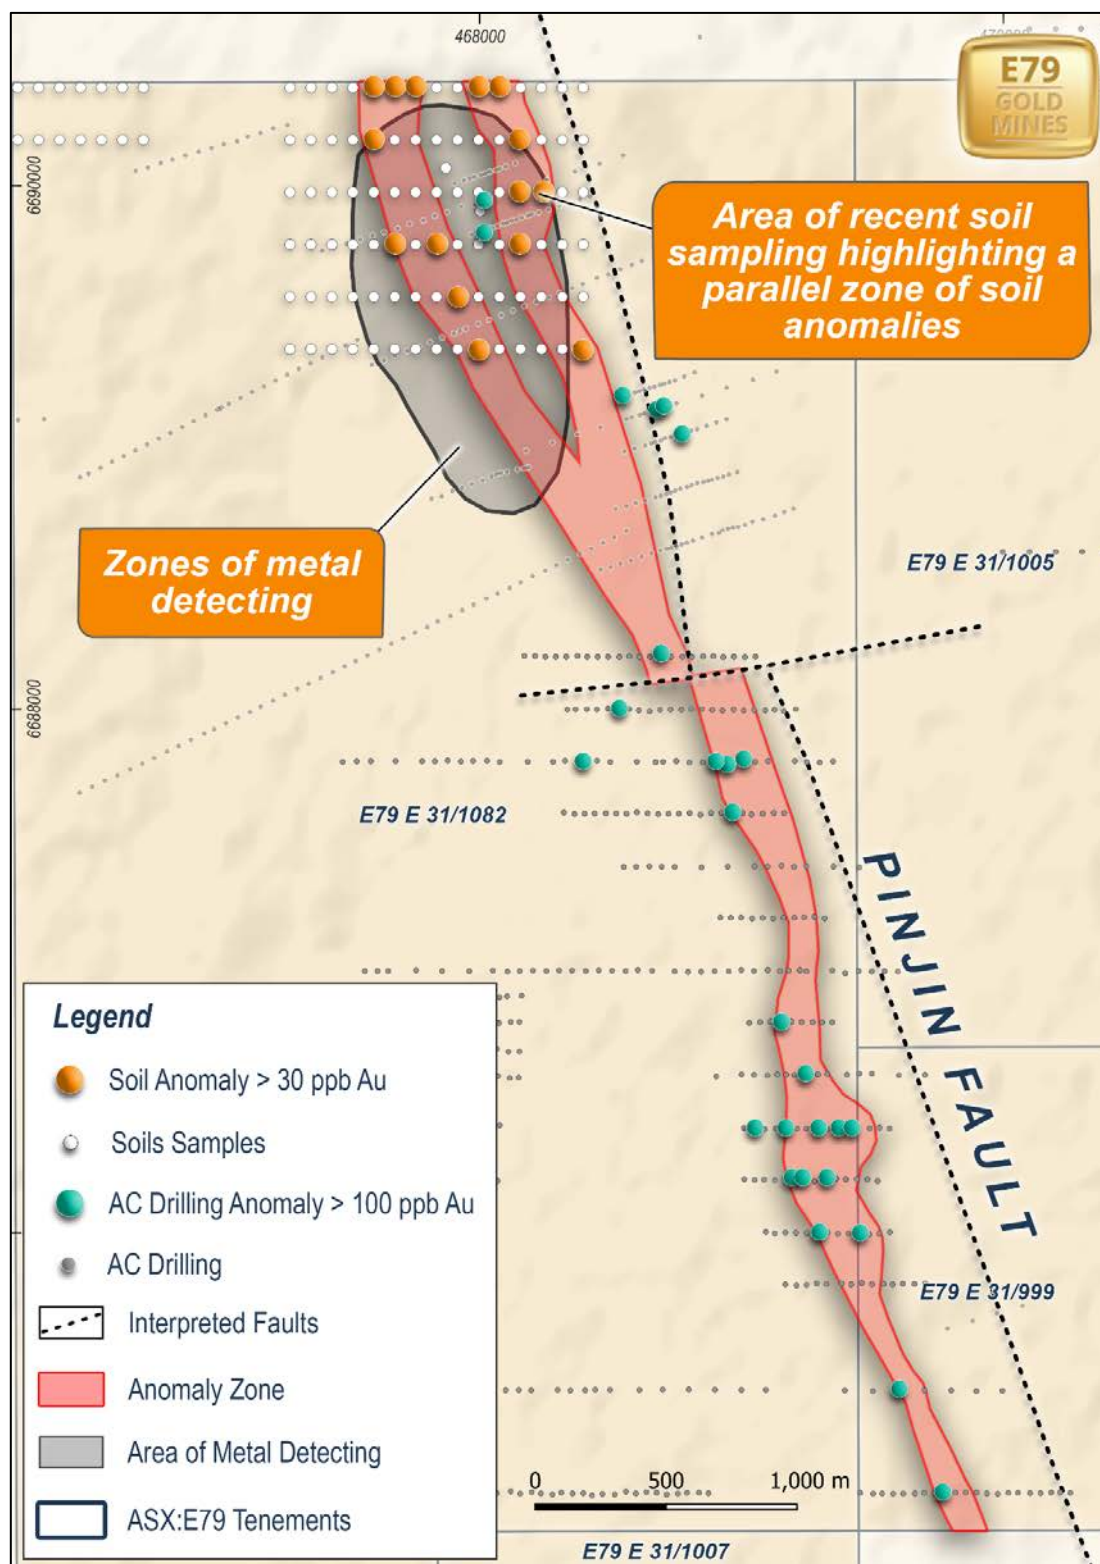 468000
E79
GOLD
MINES
6690000
Area of recent soil
sampling highlighting a
parallel zone of soil
anomalies
Zones of metal
detecting
E79 E 31/1005
6688000
E79 E 31/1082
PINJIN FAULT
Legend
Soil Anomaly > 30 ppb Au
Soils Samples
AC Drilling Anomaly > 100 ppb Au
AC Drilling
Interpreted Faults
Anomaly Zone
Area of Metal Detecting
ASX:E79 Tenements
E79 E 31/999
0 500 1,000 m
E79 E 31/1007